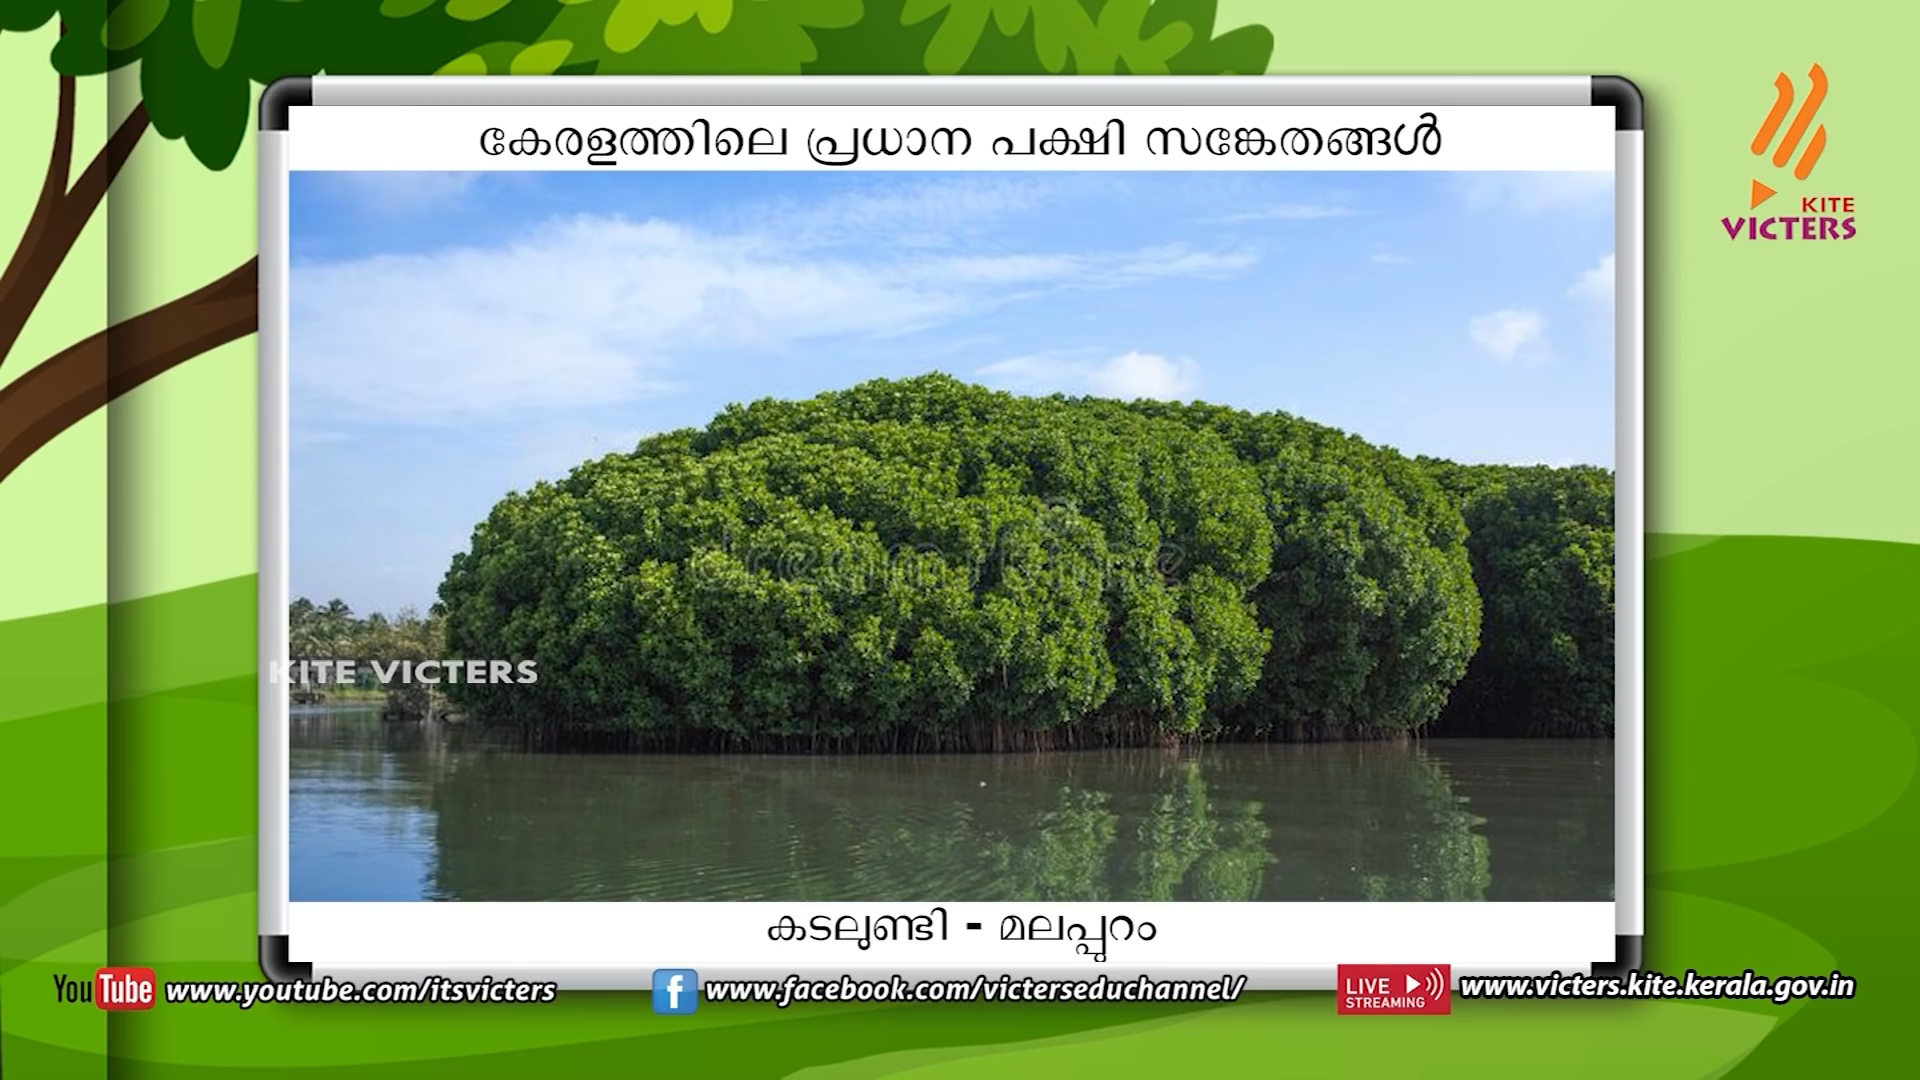 കേരളത്തിലെ പ്രധാന പക്ഷി സങ്കേതങ്ങൾ
KITE
VICTERS
dreamstime
KITE VICTERS
കടലുണ്ടി - മലപ്പുറം
YouTube www.youtube.com/itsvicters
f www.facebook.com/victerseduchannel/
LIVE
STREAMING
www.victers.kite.kerala.gov.in